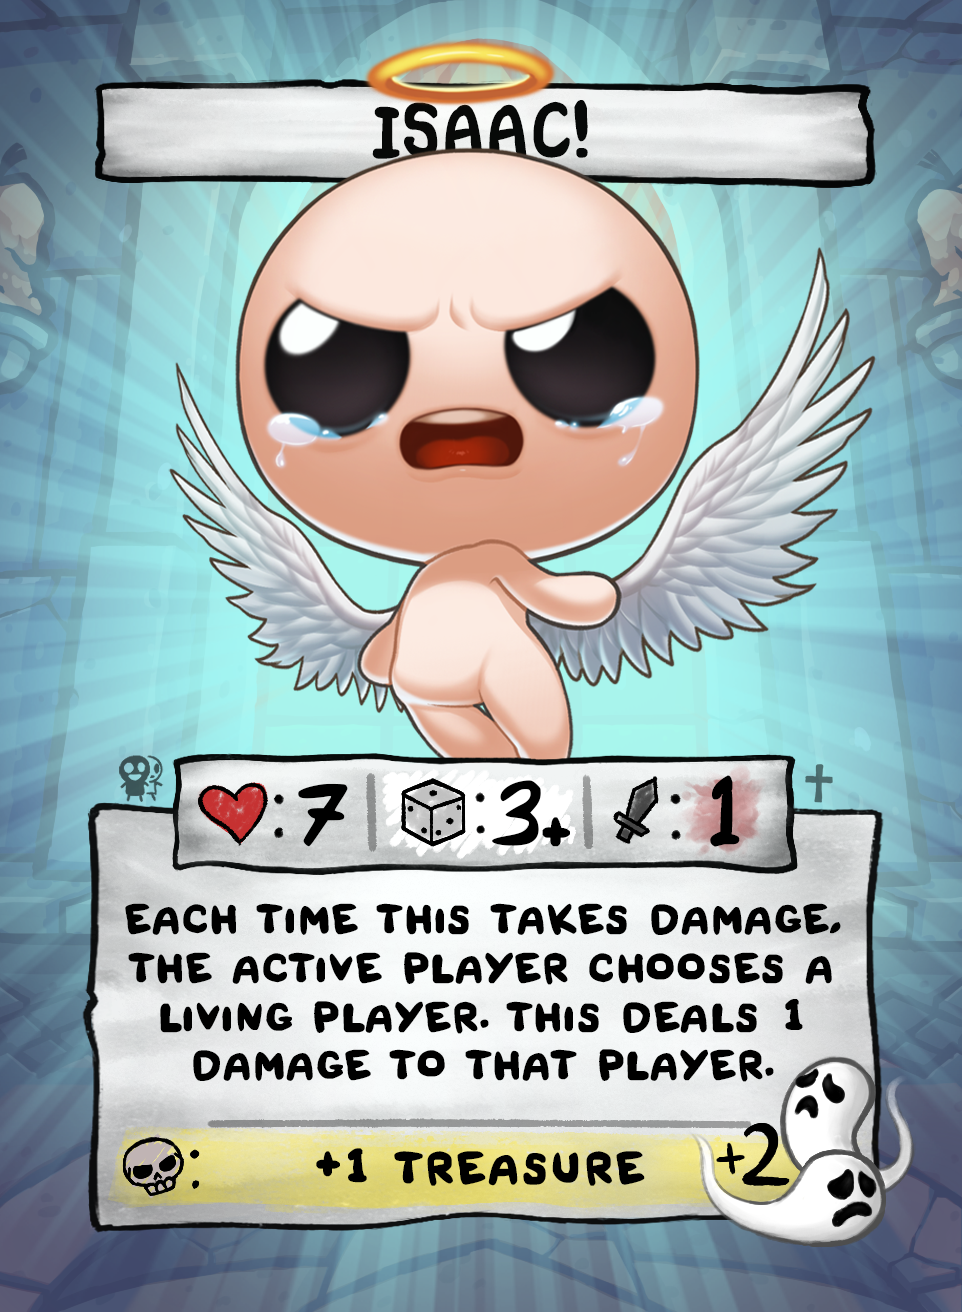 ISAAC!
: 7 : 3+ : 1
EACH TIME THIS TAKES DAMAGE,
THE ACTIVE PLAYER CHOOSES A
LIVING PLAYER. THIS DEALS 1
DAMAGE TO THAT PLAYER.
: +1 TREASURE +2